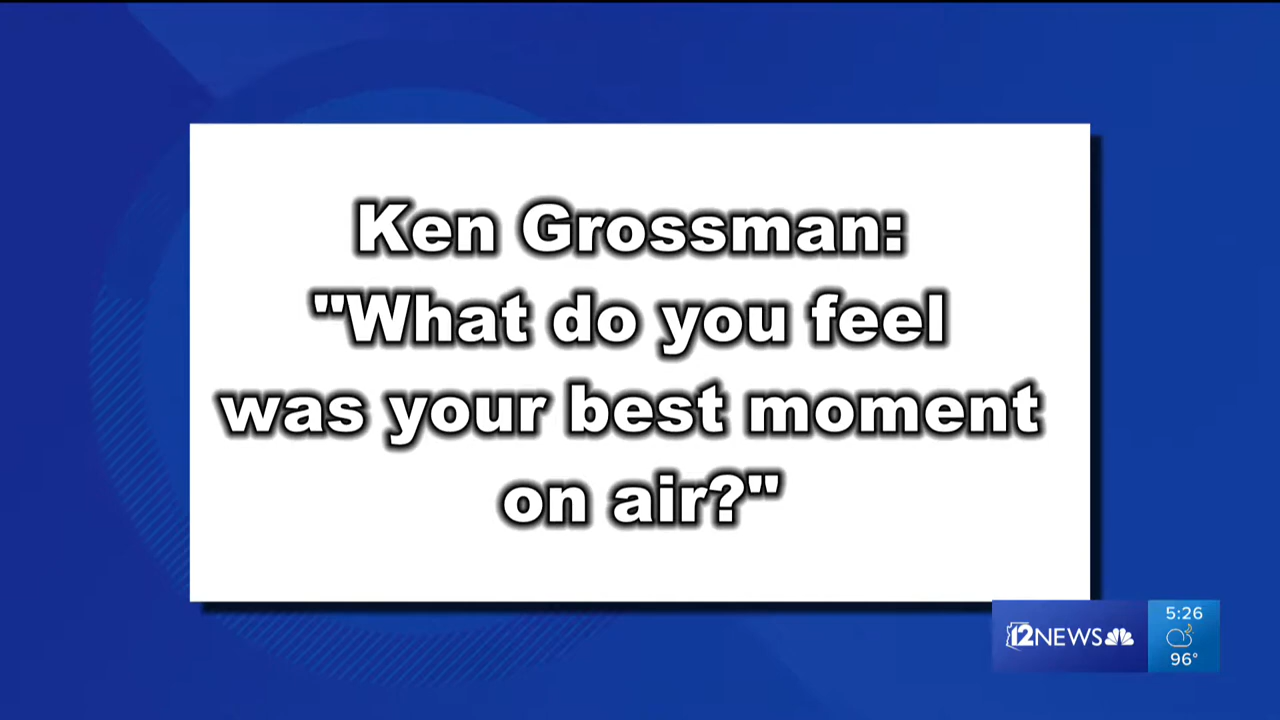 Ken Grossman:
"What do you feel
was your best moment
on air?"
12NEWS
5:26
96°